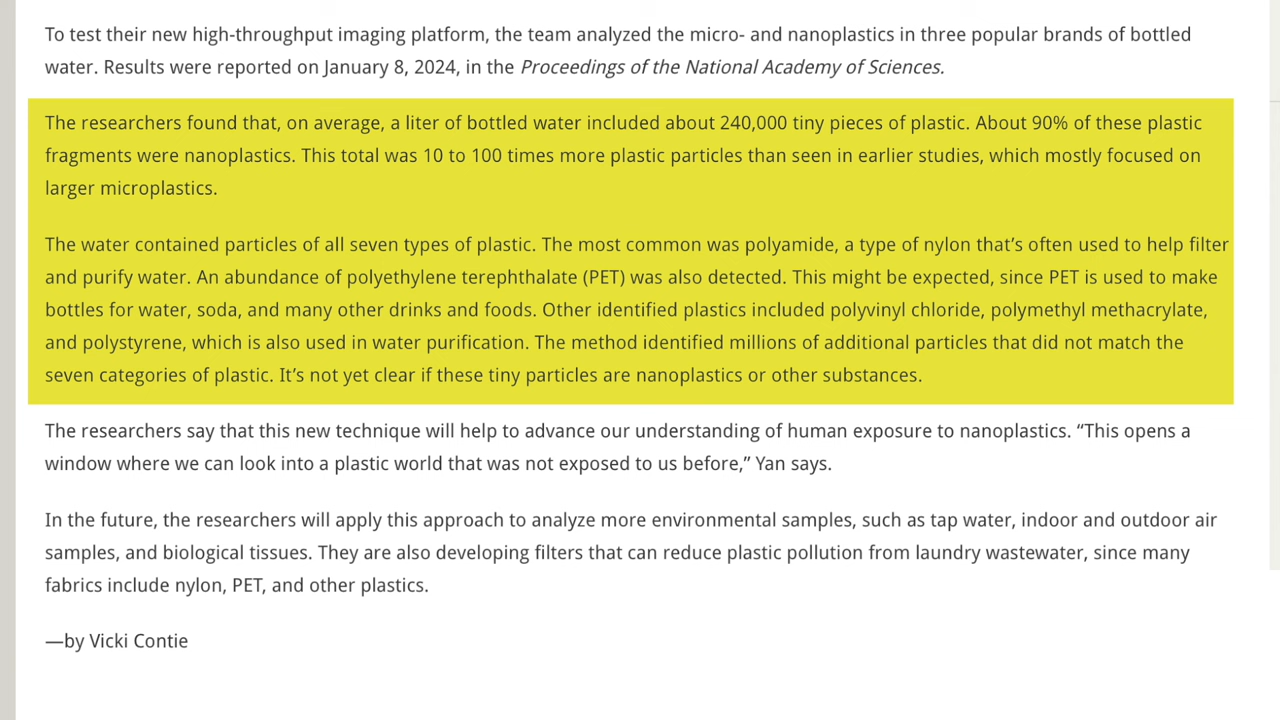 To test their new high-throughput imaging platform, the team analyzed the micro- and nanoplastics in three popular brands of bottled
water. Results were reported on January 8, 2024, in the Proceedings of the National Academy of Sciences.
The researchers found that, on average, a liter of bottled water included about 240,000 tiny pieces of plastic. About 90% of these plastic
fragments were nanoplastics. This total was 10 to 100 times more plastic particles than seen in earlier studies, which mostly focused on
larger microplastics.
The water contained particles of all seven types of plastic. The most common was polyamide, a type of nylon that’s often used to help filter
and purify water. An abundance of polyethylene terephthalate (PET) was also detected. This might be expected, since PET is used to make
bottles for water, soda, and many other drinks and foods. Other identified plastics included polyvinyl chloride, polymethyl methacrylate,
and polystyrene, which is also used in water purification. The method identified millions of additional particles that did not match the
seven categories of plastic. It’s not yet clear if these tiny particles are nanoplastics or other substances.
The researchers say that this new technique will help to advance our understanding of human exposure to nanoplastics. “This opens a
window where we can look into a plastic world that was not exposed to us before,” Yan says.
In the future, the researchers will apply this approach to analyze more environmental samples, such as tap water, indoor and outdoor air
samples, and biological tissues. They are also developing filters that can reduce plastic pollution from laundry wastewater, since many
fabrics include nylon, PET, and other plastics.
—by Vicki Contie